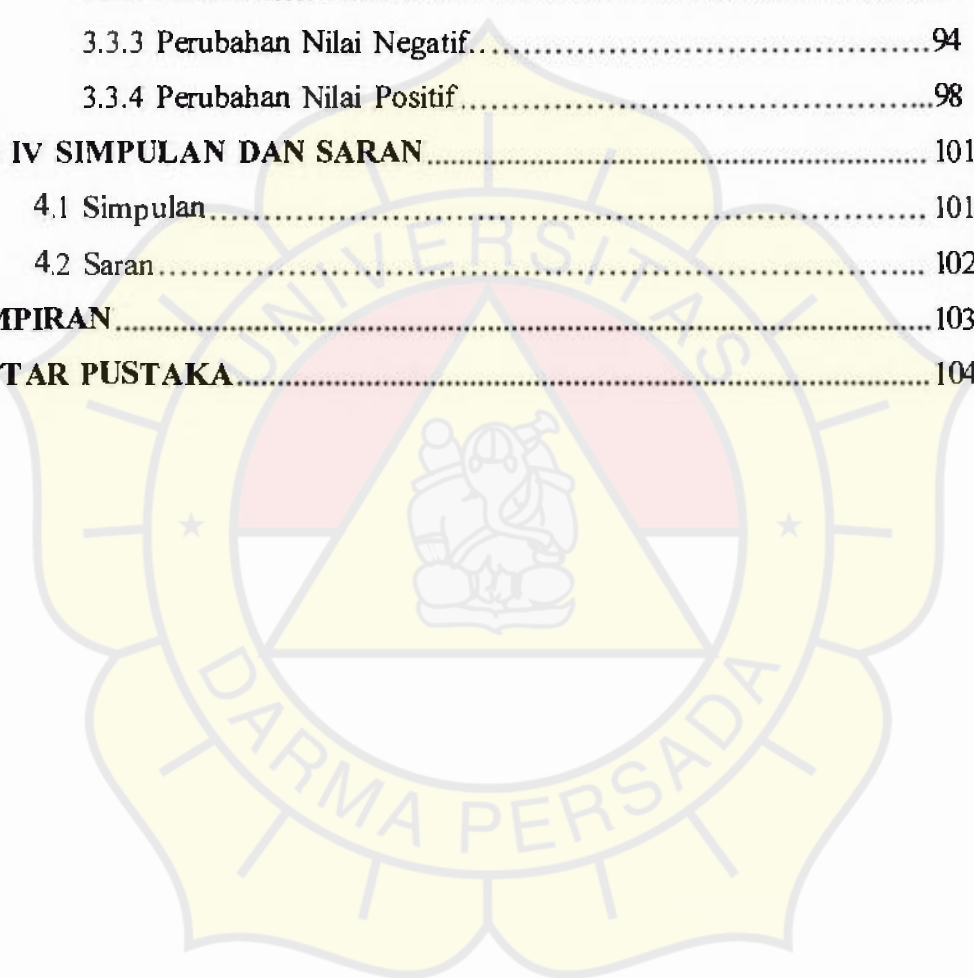 3.3.3 Perubahan Nilai Negatif.......................................................94
3.3.4 Perubahan Nilai Positif.......................................................98
IV SIMPULAN DAN SARAN.......................................................101
4.1 Simpulan.......................................................101
4.2 Saran.......................................................102
MPIRAN.......................................................103
TAR PUSTAKA.......................................................104
UNIVERSITAS
DARMA PERSADA